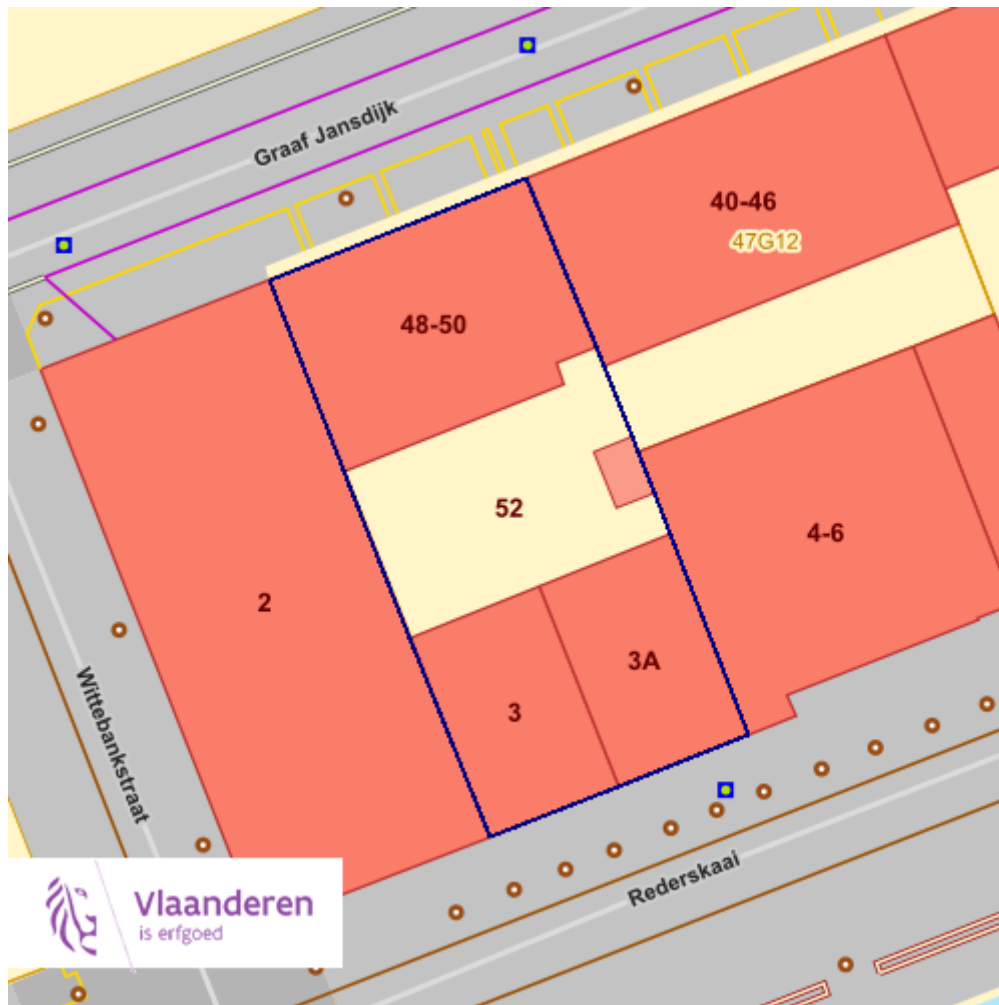 Graaf Jansdijk
40-46
47G12
48-50
52
4-6
2
3A
3
Wittebankstraat
Rederskaai
Vlaanderen
is erfgoed